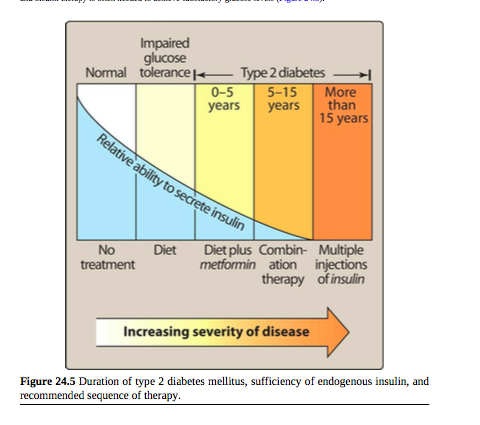 Impaired
glucose
Normal tolerance Type 2 diabetes
0–5
years
5–15
years
More
than
15 years
Relative ability to secrete insulin
No
treatment
Diet
Diet plus
metformin
Combin-
ation
therapy
Multiple
injections
of insulin
Increasing severity of disease
Figure 24.5 Duration of type 2 diabetes mellitus, sufficiency of endogenous insulin, and
recommended sequence of therapy.